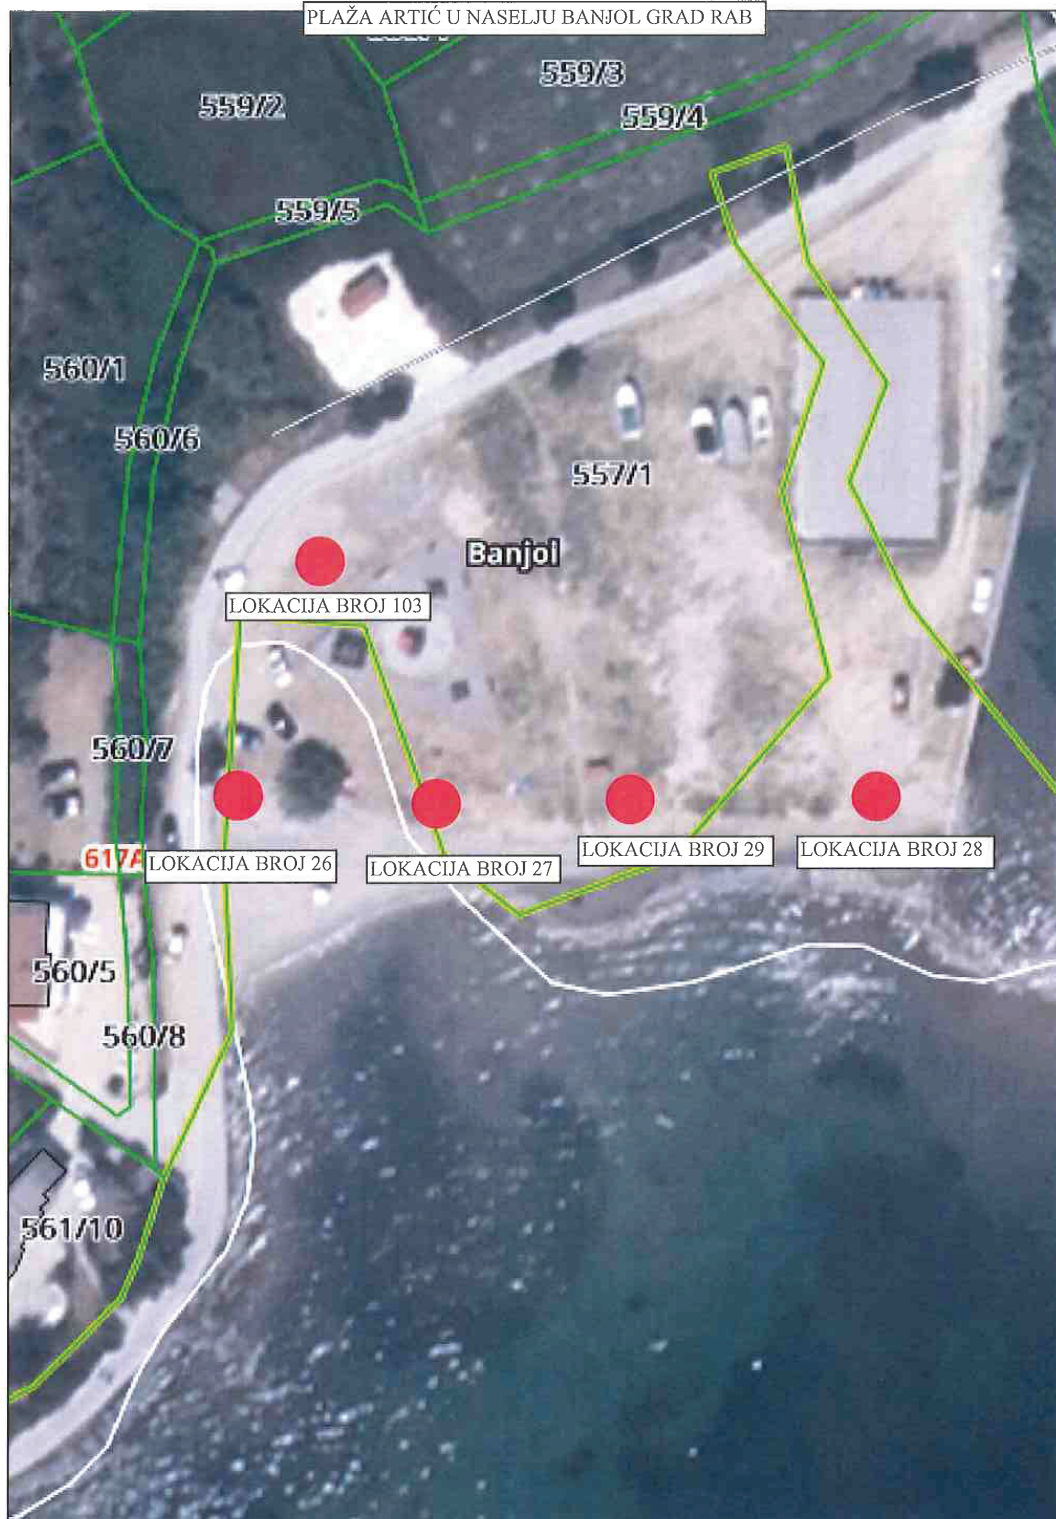 PLAŽA ARTIĆ U NASELJU BANJOL GRAD RAB
559/3
559/2
559/4
559/5
560/1
560/6
557/1
Banjol
LOKACIJA BROJ 103
560/7
617A
LOKACIJA BROJ 26
LOKACIJA BROJ 27
LOKACIJA BROJ 29
LOKACIJA BROJ 28
560/5
560/8
561/10